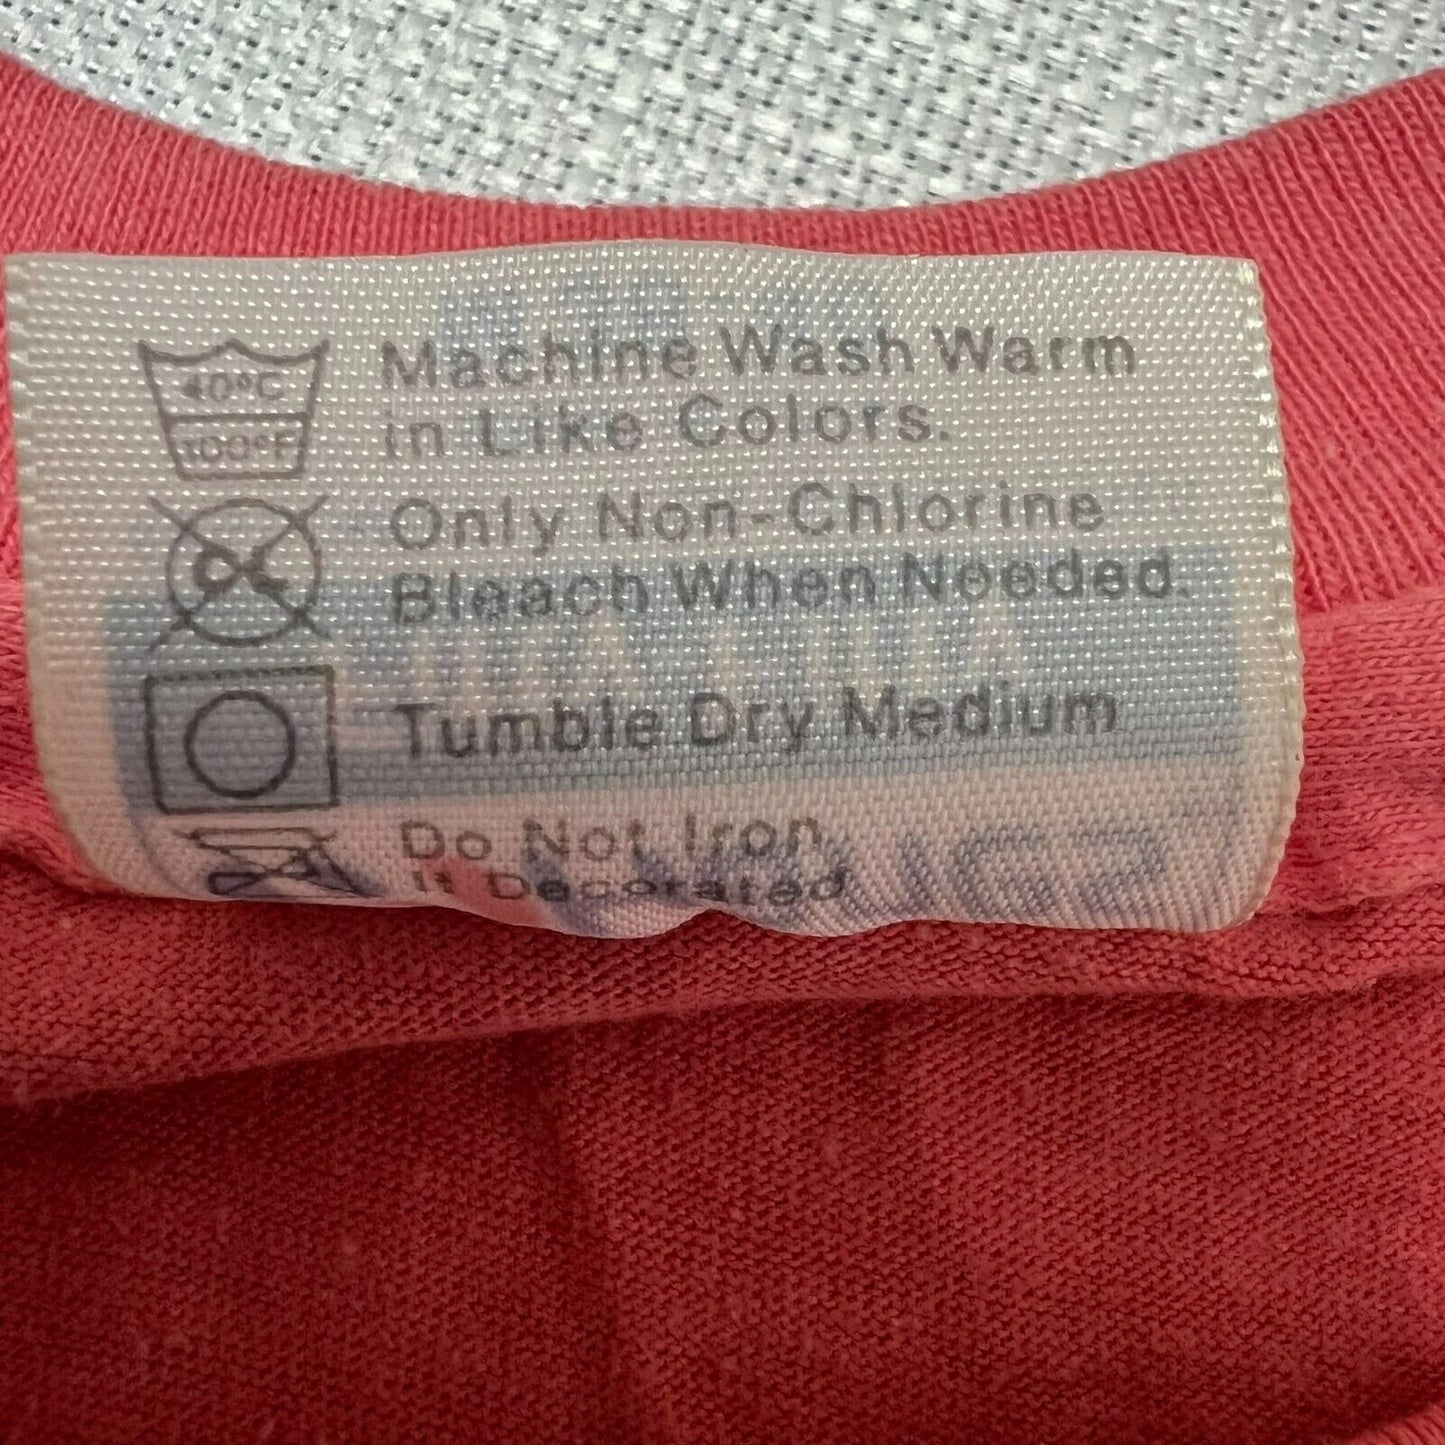 40°C
100°F
Machine Wash Warm
in Like Colors.
CL
Only Non-Chlorine
Bleach When Needed.
Tumble Dry Medium
Do Not Iron
If Decorated